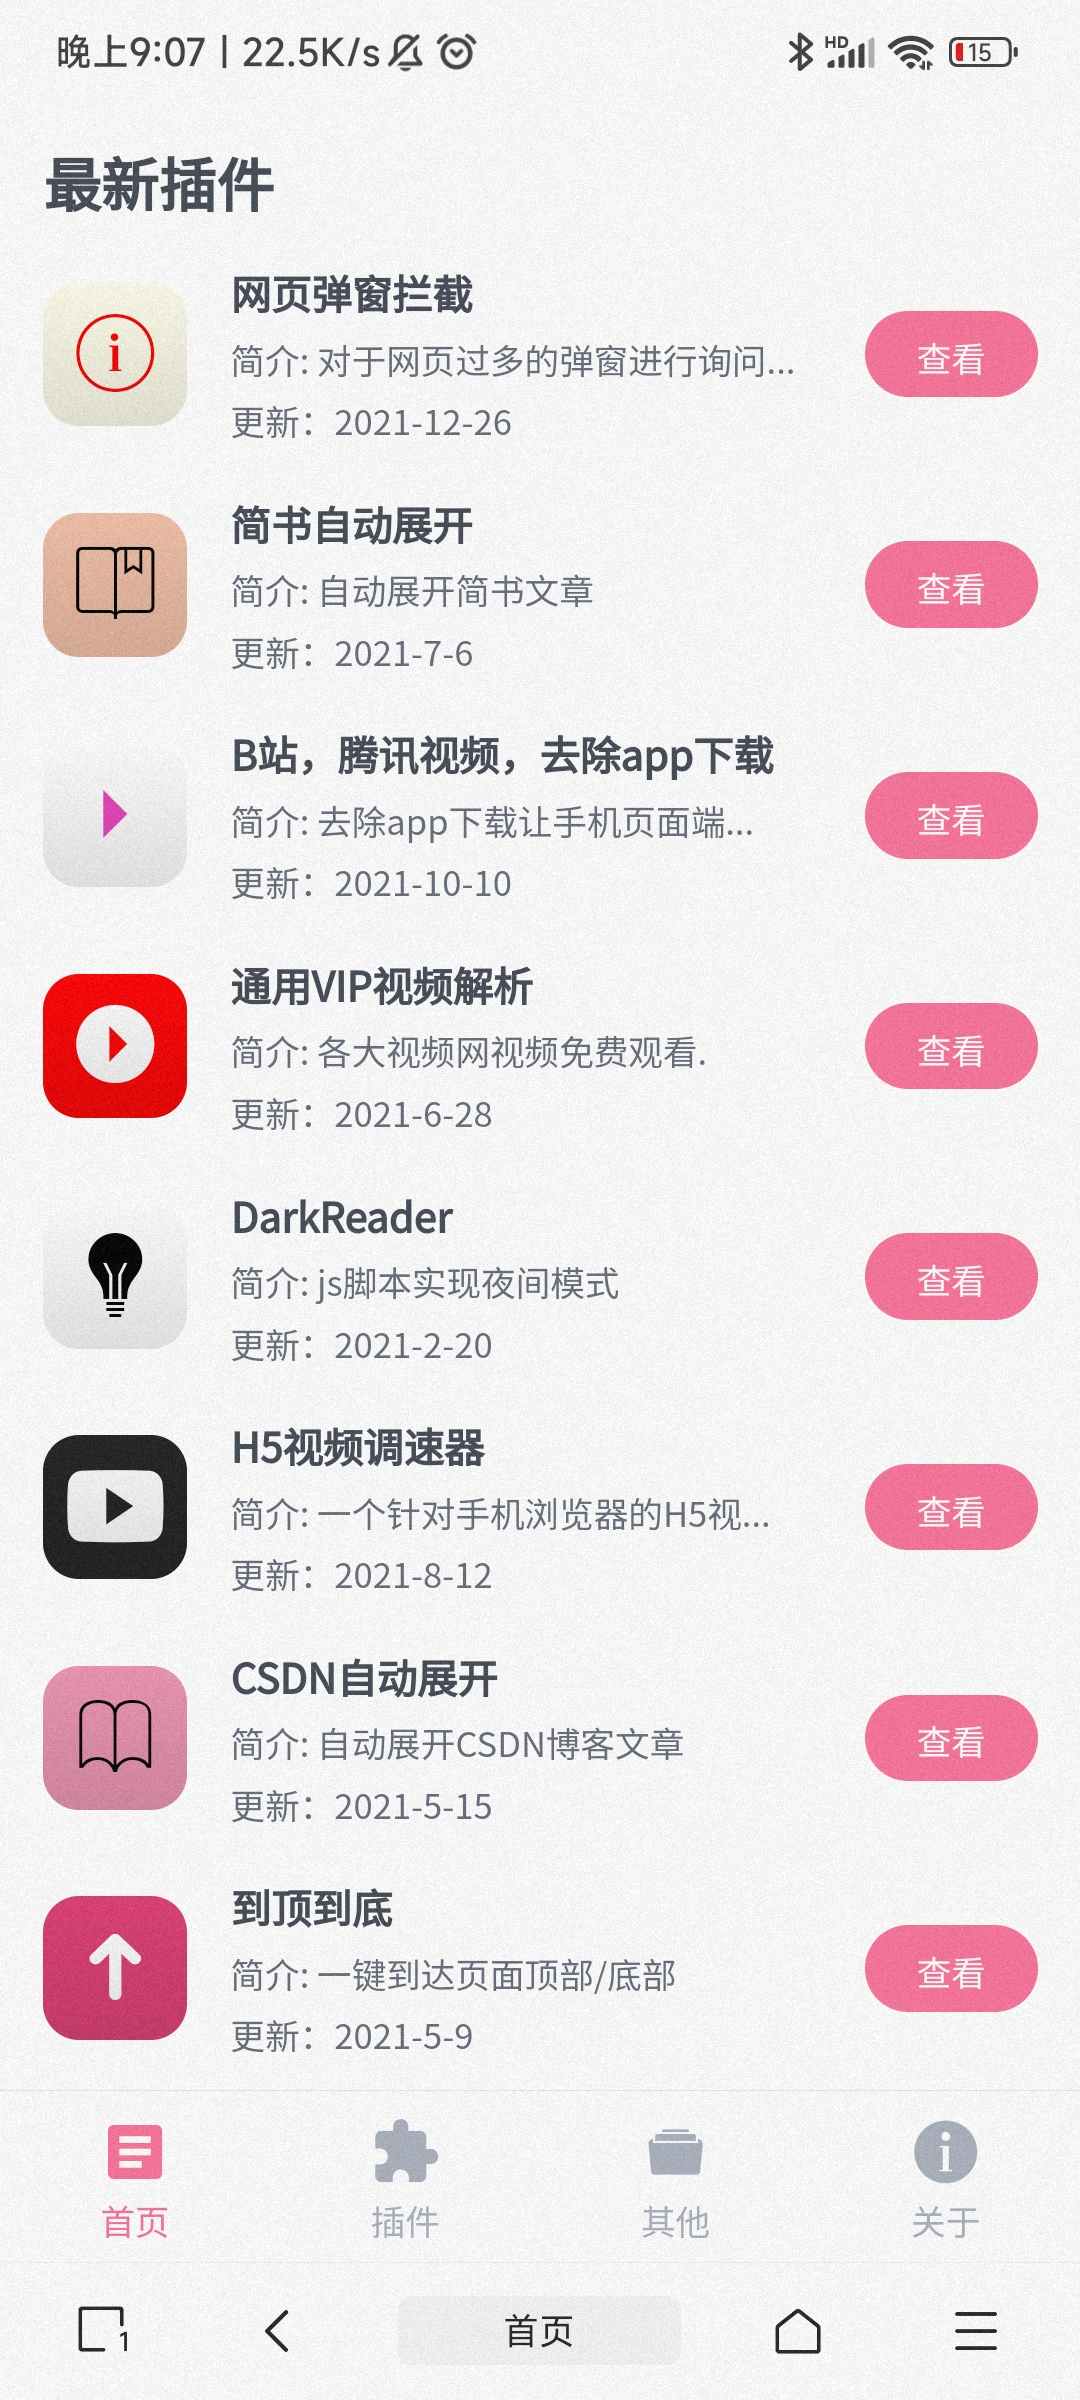 晚上9:07 | 22.5K/s
HD
15
最新插件
网页弹窗拦截
简介: 对于网页过多的弹窗进行询问...
更新：2021-12-26
查看
简书自动展开
简介: 自动展开简书文章
更新：2021-7-6
查看
B站，腾讯视频，去除app下载
简介: 去除app下载让手机页面端...
更新：2021-10-10
查看
通用VIP视频解析
简介: 各大视频网视频免费观看.
更新：2021-6-28
查看
DarkReader
简介: js脚本实现夜间模式
更新：2021-2-20
查看
H5视频调速器
简介: 一个针对手机浏览器的H5视...
更新：2021-8-12
查看
CSDN自动展开
简介: 自动展开CSDN博客文章
更新：2021-5-15
查看
到顶到底
简介: 一键到达页面顶部/底部
更新：2021-5-9
查看
首页
插件
其他
关于
1
首页